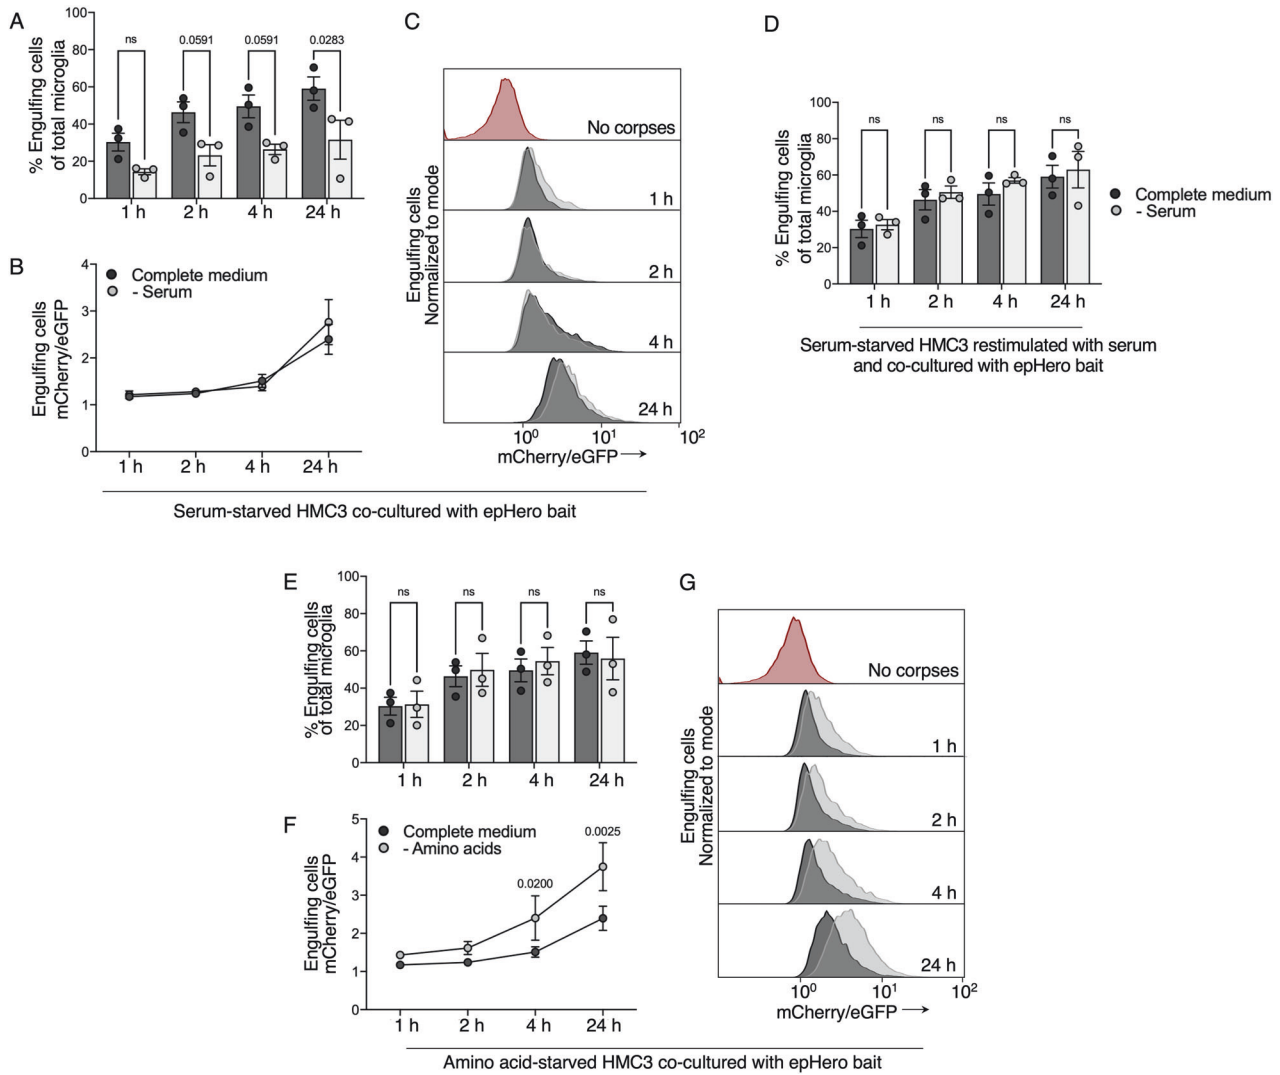 A
% Engulfing cells
of total microglia
100
80
60
40
20
0
ns
0.0591
0.0591
0.0283
1 h
2 h
4 h
24 h
B
Engulfing cells
mCherry/eGFP
4
3
2
1
0
Complete medium
- Serum
1 h
2 h
4 h
24 h
C
Engulfing cells
Normalized to mode
No corpses
1 h
2 h
4 h
24 h
10⁰
10¹
10²
mCherry/eGFP →
Serum-starved HMC3 co-cultured with epHero bait
D
% Engulfing cells
of total microglia
100
80
60
40
20
0
ns
ns
ns
ns
1 h
2 h
4 h
24 h
Complete medium
- Serum
Serum-starved HMC3 restimulated with serum
and co-cultured with epHero bait
E
% Engulfing cells
of total microglia
100
80
60
40
20
0
ns
ns
ns
ns
1 h
2 h
4 h
24 h
F
Engulfing cells
mCherry/eGFP
5
4
3
2
1
0
Complete medium
- Amino acids
0.0200
0.0025
1 h
2 h
4 h
24 h
G
Engulfing cells
Normalized to mode
No corpses
1 h
2 h
4 h
24 h
10⁰
10¹
10²
mCherry/eGFP →
Amino acid-starved HMC3 co-cultured with epHero bait